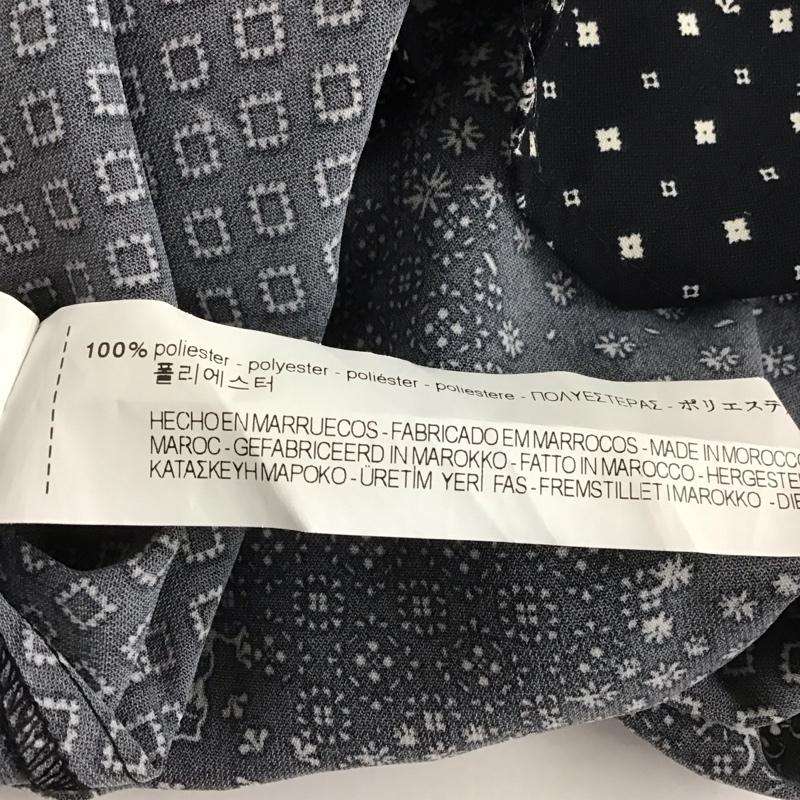 100% poliester - polyester - poliéster - poliestere - ΠΟΛΥΕΣΤΕΡΑΣ - ポリエステ
폴리에스터
HECHO EN MARRUECOS - FABRICADO EM MARROCOS - MADE IN MOROCCO
MAROC - GEFABRICEERD IN MAROKKO - FATTO IN MAROCCO - HERGESTEL
ΚΑΤΑΣΚΕΥΗ ΜΑΡΟΚΟ - ÜRETİM YERİ FAS - FREMSTILLET I MAROKKO - DIE